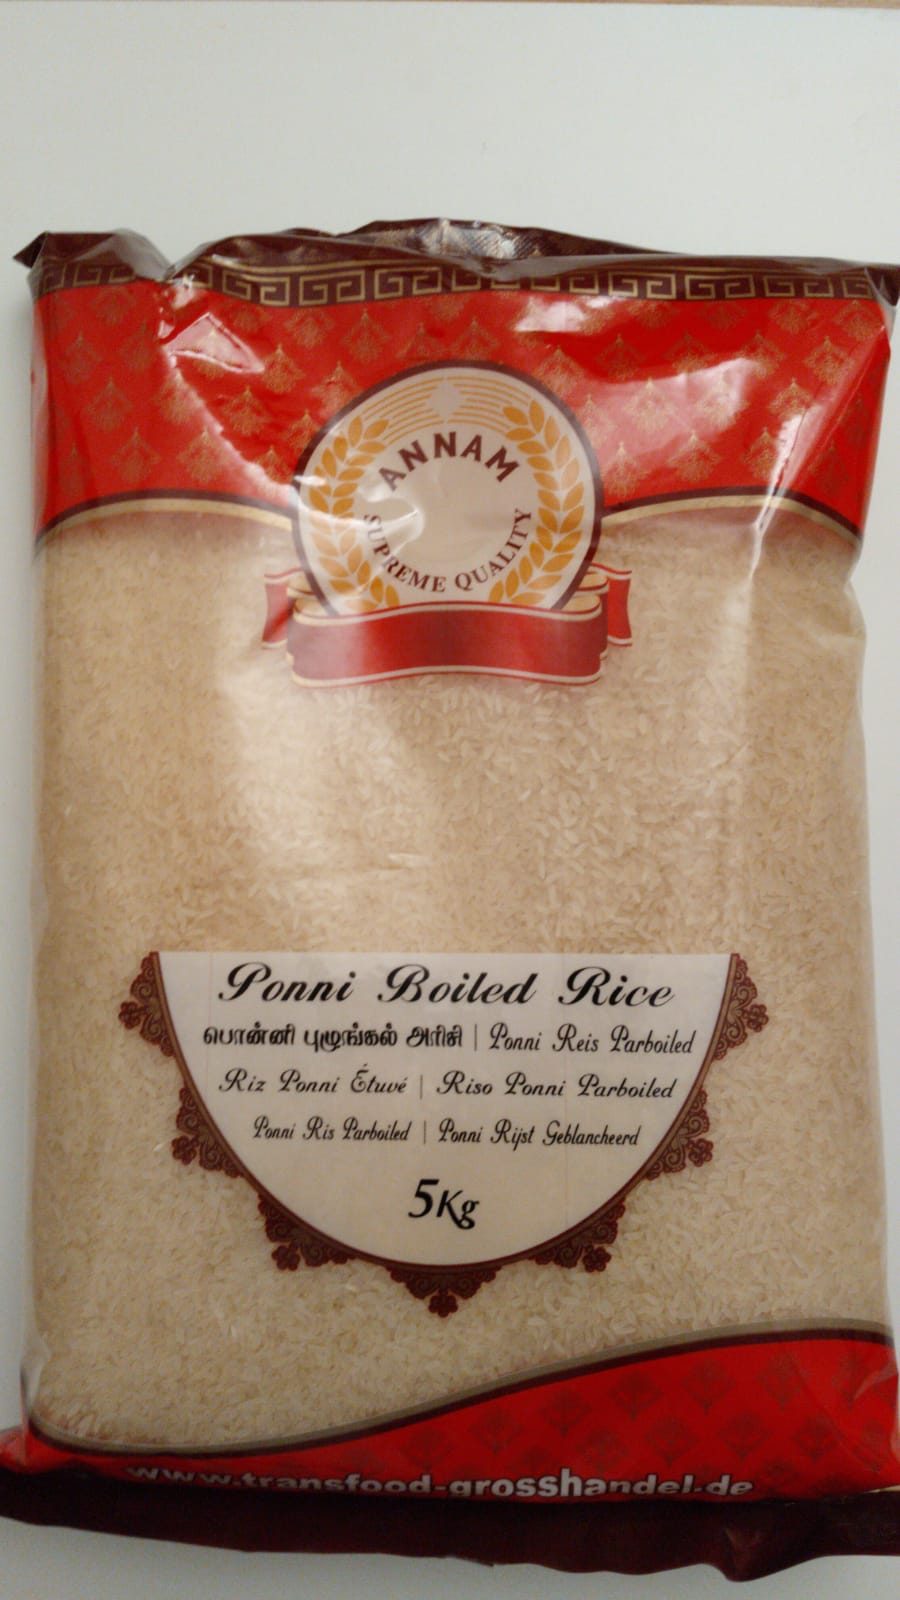 ANNAM
SUPREME QUALITY
Ponni Boiled Rice
பொன்னி புழுங்கல் அரிசி | Ponni Reis Parboiled
Riz Ponni Étuvé | Riso Ponni Parboiled
Ponni Ris Parboiled | Ponni Rijst Geblancheerd
5Kg
www.transfood-grosshandel.de